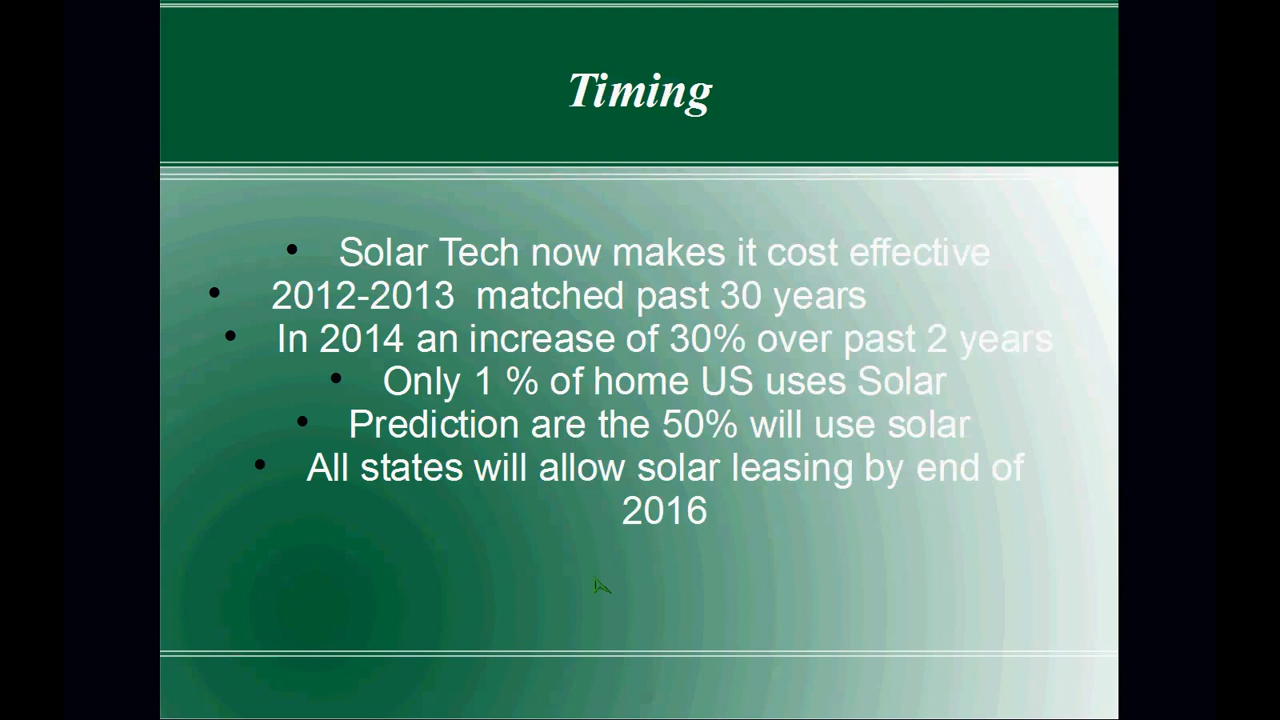 Timing
• Solar Tech now makes it cost effective
• 2012-2013  matched past 30 years
• In 2014 an increase of 30% over past 2 years
• Only 1 % of home US uses Solar
• Prediction are the 50% will use solar
• All states will allow solar leasing by end of
2016